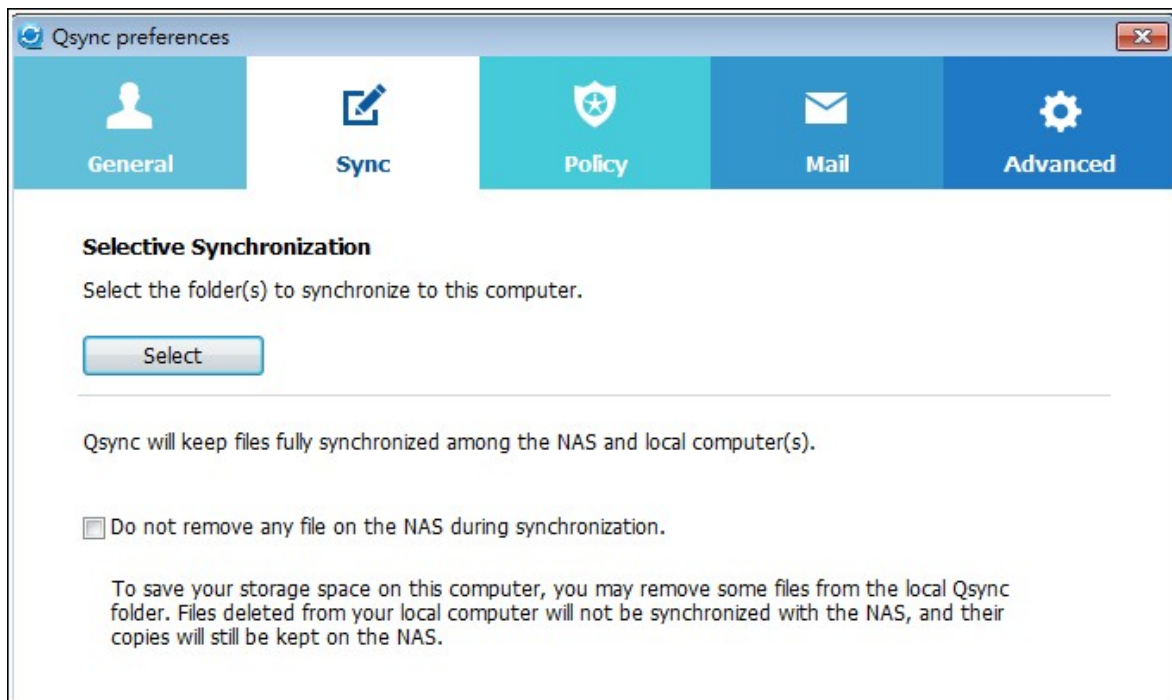 Qsync preferences
General
Sync
Policy
Mail
Advanced
Selective Synchronization
Select the folder(s) to synchronize to this computer.
Select
Qsync will keep files fully synchronized among the NAS and local computer(s).
Do not remove any file on the NAS during synchronization.
To save your storage space on this computer, you may remove some files from the local Qsync
folder. Files deleted from your local computer will not be synchronized with the NAS, and their
copies will still be kept on the NAS.